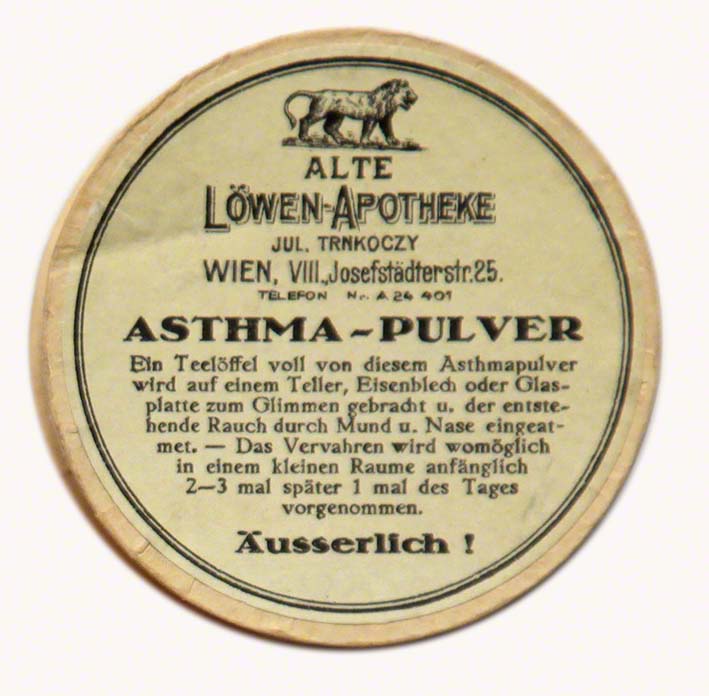 ALTE
LÖWEN-APOTHEKE
JUL. TRNKOCZY
WIEN, VIII., Josefstädterstr. 25.
TELEFON Nr. A 24 401
ASTHMA-PULVER
Ein Teelöffel voll von diesem Asthmapulver
wird auf einem Teller, Eisenblech oder Glas-
platte zum Glimmen gebracht u. der entste-
hende Rauch durch Mund u. Nase eingeat-
met. — Das Vervahren wird womöglich
in einem kleinen Raume anfänglich
2—3 mal später 1 mal des Tages
vorgenommen.
Äusserlich !